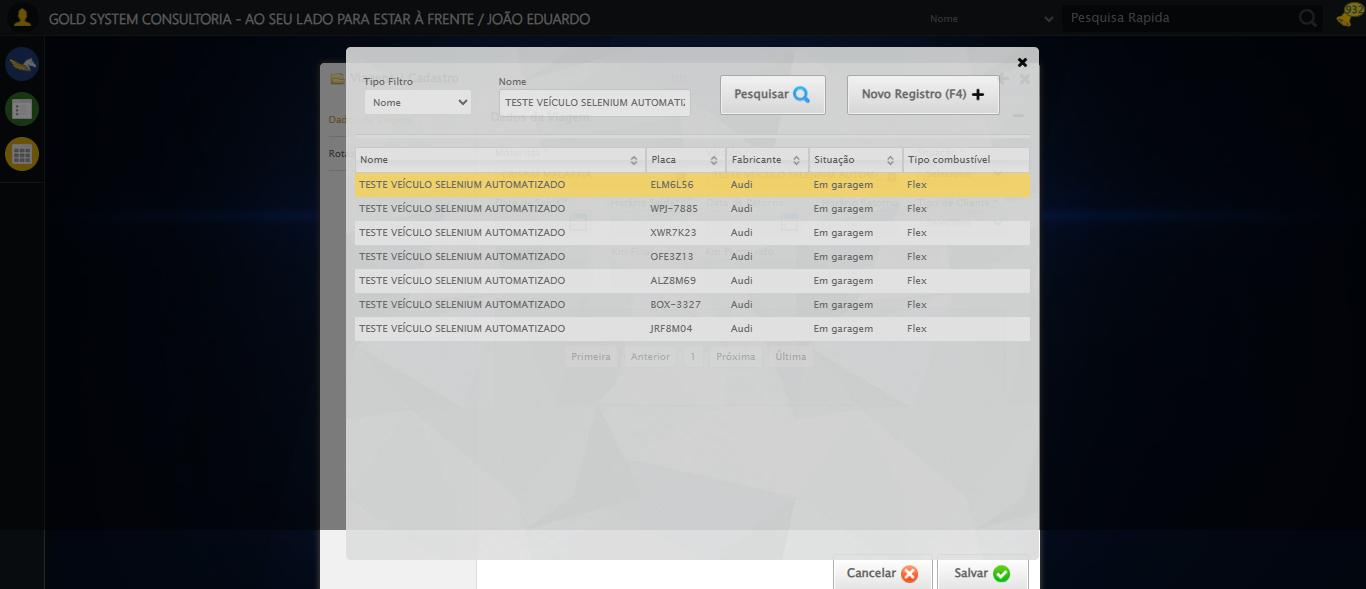 GOLD SYSTEM CONSULTORIA - AO SEU LADO PARA ESTAR À FRENTE / JOÃO EDUARDO
Nome
Pesquisa Rapida
932
Tipo Filtro
Nome
Nome
TESTE VEÍCULO SELENIUM AUTOMATI
Pesquisar
Novo Registro (F4)
Dados da Viagem
Nome Placa Fabricante Situação Tipo combustível
TESTE VEÍCULO SELENIUM AUTOMATIZADO ELM6L56 Audi Em garagem Flex
TESTE VEÍCULO SELENIUM AUTOMATIZADO WPJ-7885 Audi Em garagem Flex
TESTE VEÍCULO SELENIUM AUTOMATIZADO XWR7K23 Audi Em garagem Flex
TESTE VEÍCULO SELENIUM AUTOMATIZADO OFE3Z13 Audi Em garagem Flex
TESTE VEÍCULO SELENIUM AUTOMATIZADO ALZ8M69 Audi Em garagem Flex
TESTE VEÍCULO SELENIUM AUTOMATIZADO BOX-3327 Audi Em garagem Flex
TESTE VEÍCULO SELENIUM AUTOMATIZADO JRF8M04 Audi Em garagem Flex
Primeira Anterior 1 Próxima Última
Cancelar
Salvar